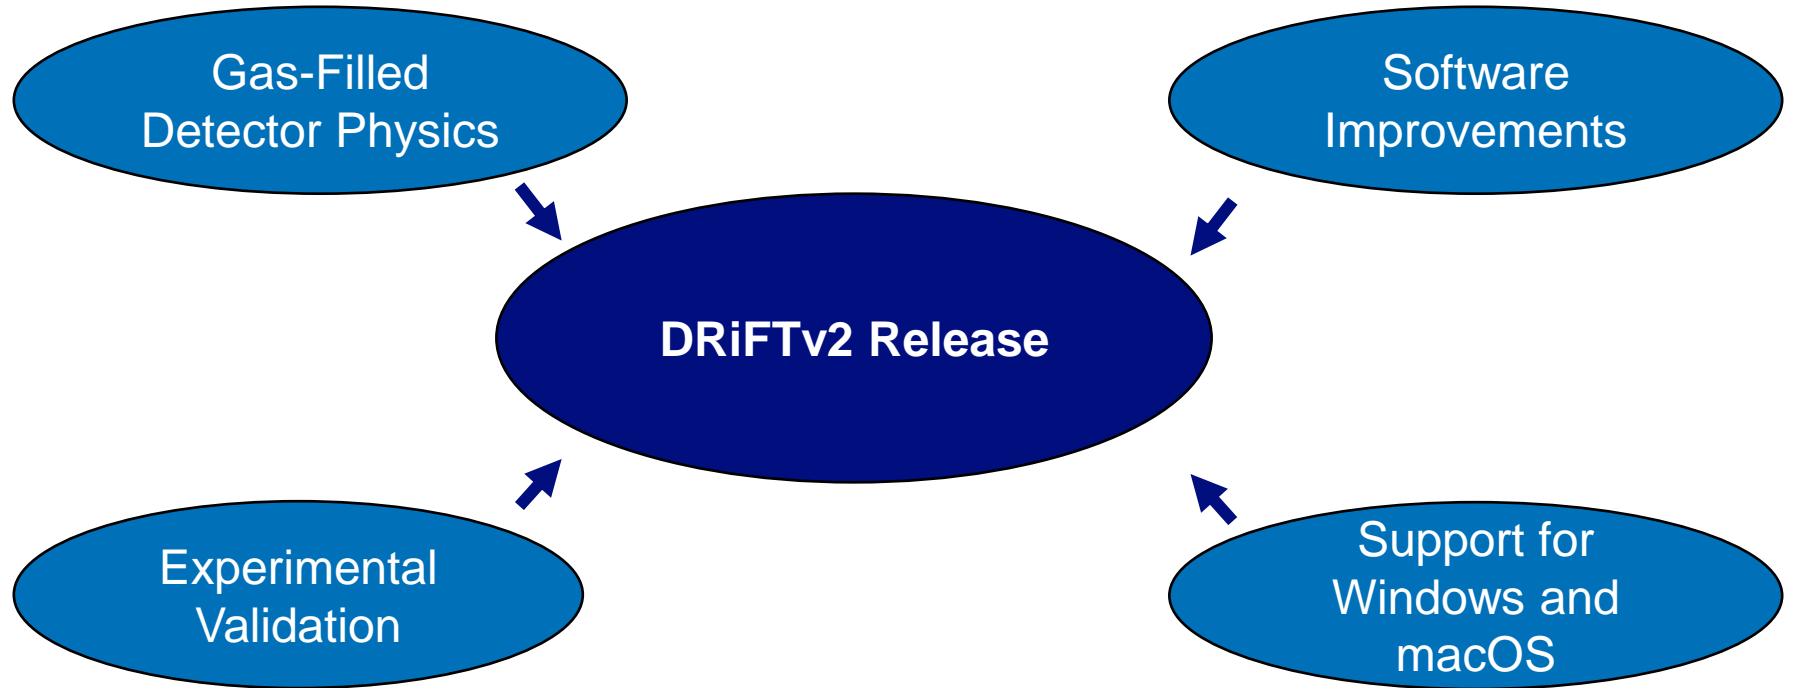 Gas-Filled
Detector Physics
Software
Improvements
DRiFTv2 Release
Experimental
Validation
Support for
Windows and
macOS